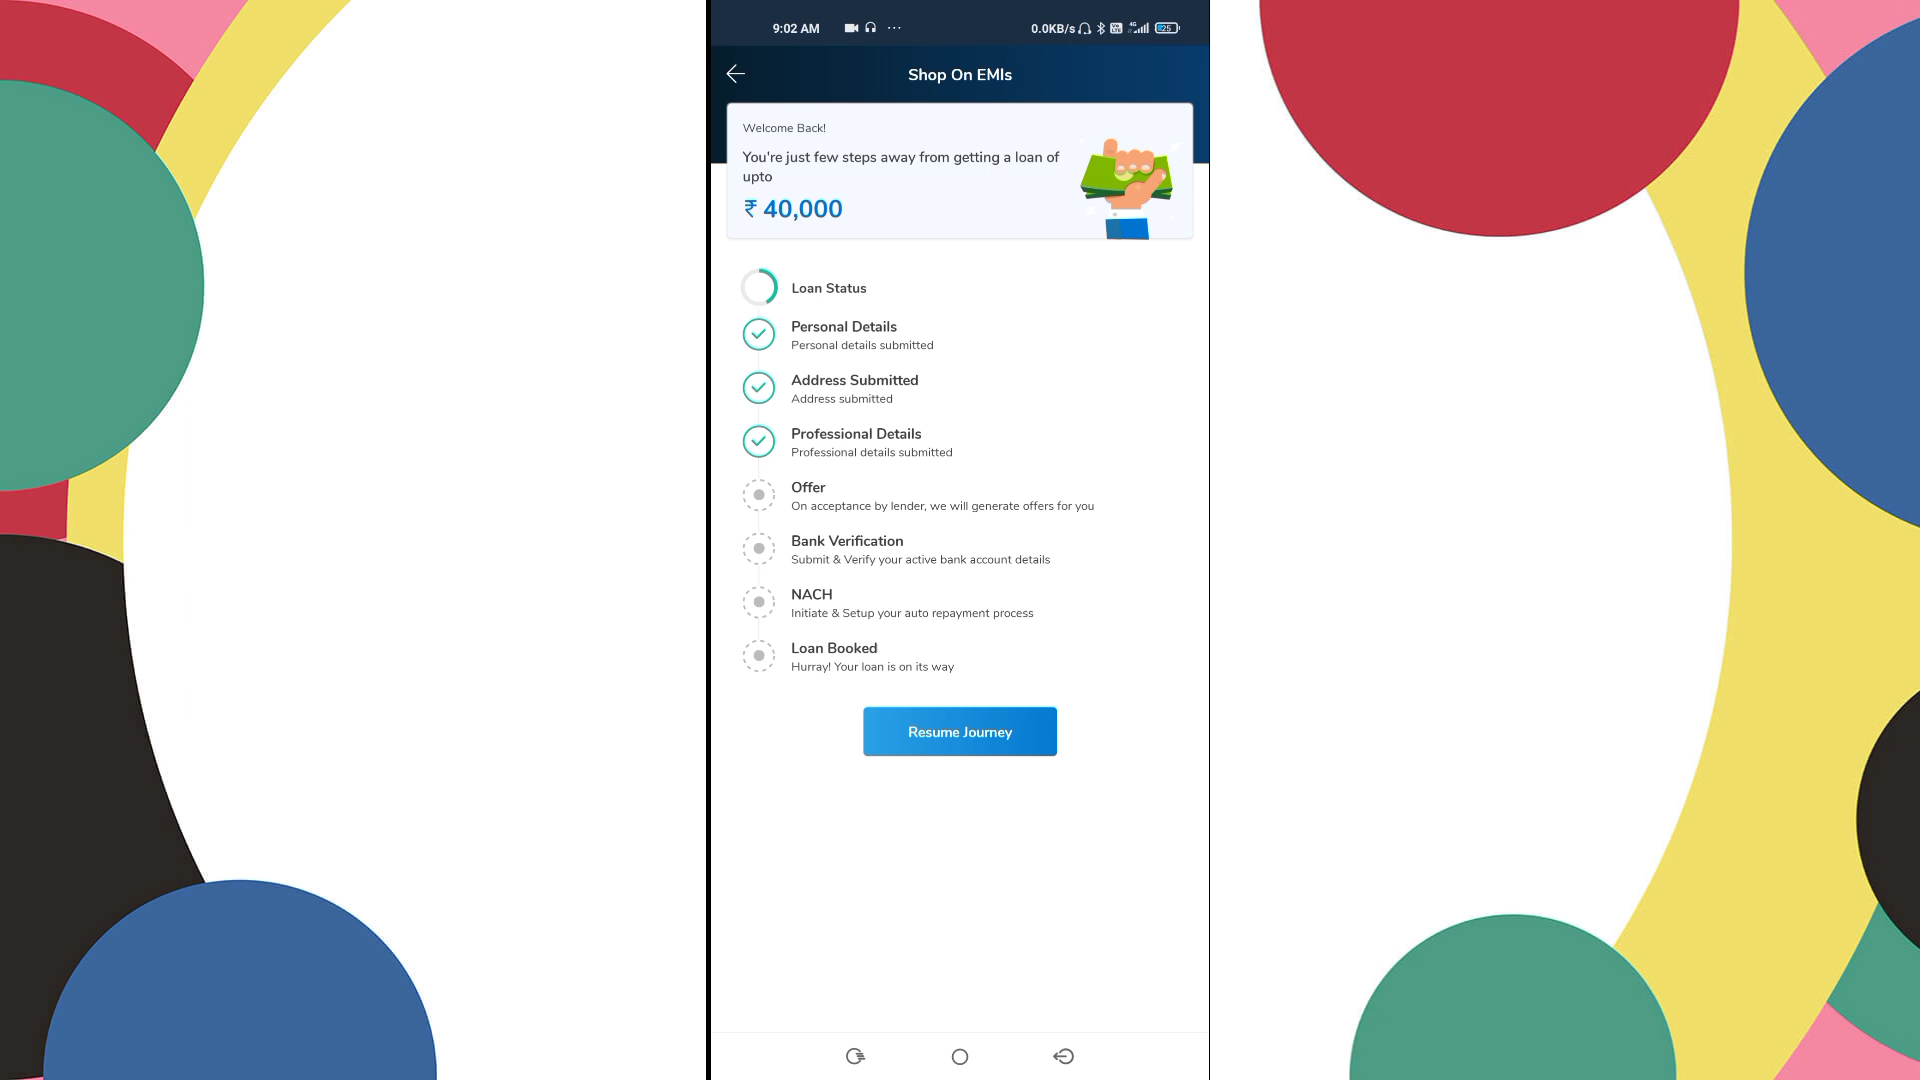 9:02 AM ... 0.0KB/s 4G 25
Shop On EMIs
Welcome Back!
You're just few steps away from getting a loan of
upto
₹ 40,000
Loan Status
Personal Details
Personal details submitted
Address Submitted
Address submitted
Professional Details
Professional details submitted
Offer
On acceptance by lender, we will generate offers for you
Bank Verification
Submit & Verify your active bank account details
NACH
Initiate & Setup your auto repayment process
Loan Booked
Hurray! Your loan is on its way
Resume Journey